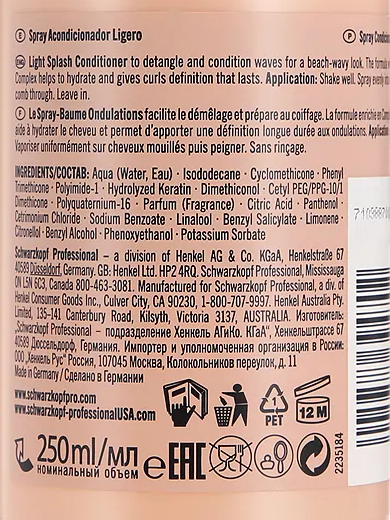 E Spray Acondicionador Ligero
P Spray Condicio
Light Splash Conditioner to detangle and condition waves for a beach-wavy look. The formula
Complex helps to hydrate and gives curls definition that lasts. Application: Shake well. Spray evenly
comb through. Leave in.
F Le Spray-Baume Ondulations facilite le démêlage et prépare au coiffage. La formule enrichie en
aide à hydrater le cheveu et permet d'apporter une définition longue durée aux ondulations. Application
Vaporiser uniformément sur cheveux mouillés puis peigner. Sans rinçage.
INGREDIENTS/СОСТАВ: Aqua (Water, Eau) · Isododecane · Cyclomethicone · Phenyl
Trimethicone · Polyimide-1 · Hydrolyzed Keratin · Dimethiconol · Cetyl PEG/PPG-10/1
Dimethicone · Polyquaternium-16 · Parfum (Fragrance) · Citric Acid · Panthenol ·
Cetrimonium Chloride · Sodium Benzoate · Linalool · Benzyl Salicylate · Limonene ·
Citronellol · Benzyl Alcohol · Phenoxyethanol · Potassium Sorbate
Schwarzkopf Professional – a division of Henkel AG & Co. KGaA, Henkelstraße 67
40589 Düsseldorf, Germany. GB: Henkel Ltd. HP2 4RQ. Schwarzkopf Professional, Mississauga
ON L5N 6C3, Canada 800-463-3081. Manufactured for Schwarzkopf Professional, a div. of
Henkel Consumer Goods Inc., Culver City, CA 90230, 1-800-707-9997. Henkel Australia Pty.
Limited, 135-141 Canterbury Road, Kilsyth, Victoria 3137, AUSTRALIA. Изготовитель:
„Schwarzkopf Professional – подразделение Хенкель АГиКо. КГаА“, Хенкельштрассе 67
40589 Дюссельдорф, Германия. Импортер и уполномоченная организация в России:
ООО „Хенкель Рус“ Россия, 107045 Москва, Колокольников переулок, д. 11
Made in Germany / Сделано в Германии
www.schwarzkopfpro.com
www.schwarzkopf-professionalUSA.com
1
PET
12 M
250ml/мл
номинальный объем
e EAC
2235184